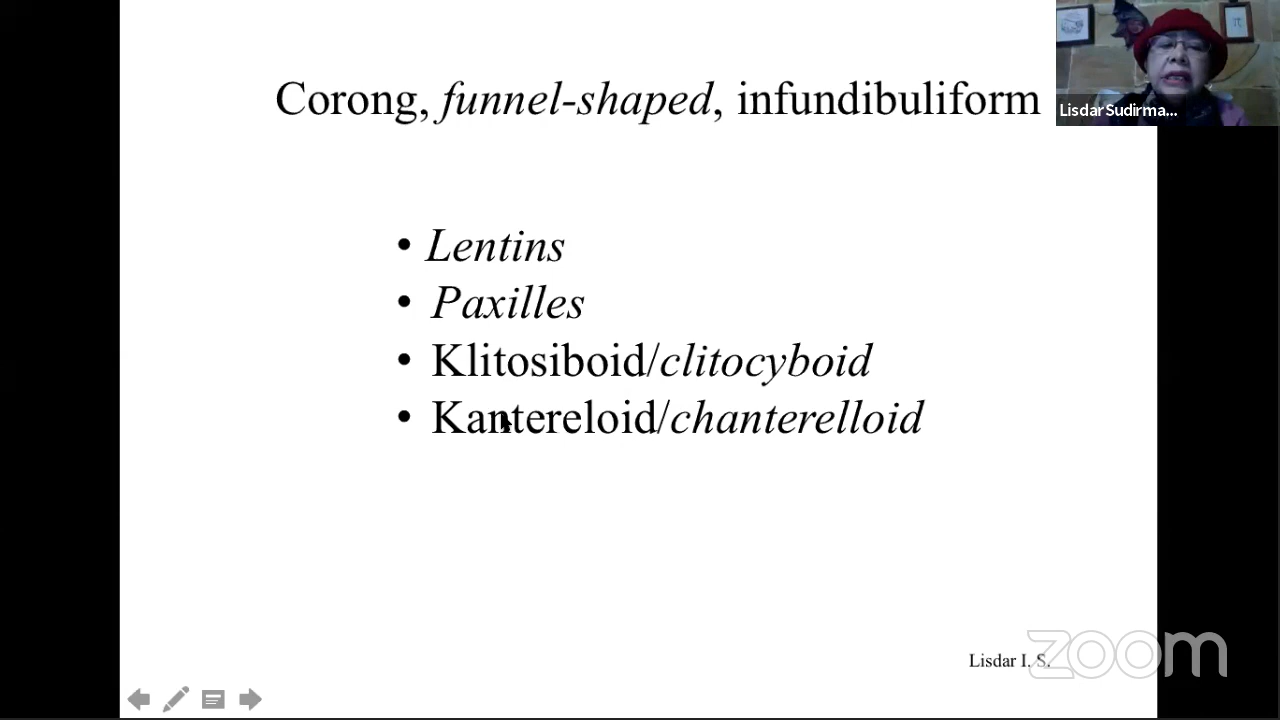 Corong, funnel-shaped, infundibuliform
Lisdar Sudirma...
• Lentins
• Paxilles
• Klitosiboid/clitocyboid
• Kantereloid/chanterelloid
Lisdar I. S.
zoom